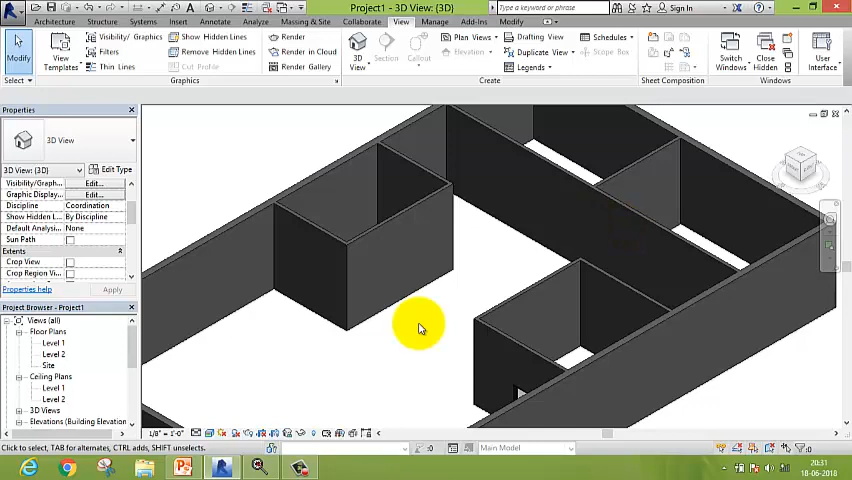 Project1 - 3D View: {3D}
Type a keyword or phrase
Sign In
Architecture Structure Systems Insert Annotate Analyze Massing & Site Collaborate View Manage Add-Ins Modify
Modify
View Templates
Visibility/ Graphics
Filters
Thin Lines
Show Hidden Lines
Remove Hidden Lines
Cut Profile
Render
Render in Cloud
Render Gallery
3D View
Section
Callout
Plan Views
Elevation
Drafting View
Duplicate View
Legends
Schedules
Scope Box
Switch Windows
Close Hidden
User Interface
Select
Graphics
Create
Sheet Composition
Windows
Properties
3D View
3D View: {3D}
Edit Type
Visibility/Graph... Edit...
Graphic Display... Edit...
Discipline Coordination
Show Hidden L... By Discipline
Default Analysi... None
Sun Path
Extents
Crop View
Crop Region V...
Properties help
Apply
Project Browser - Project1
Views (all)
Floor Plans
Level 1
Level 2
Site
Ceiling Plans
Level 1
Level 2
3D Views
Elevations (Building Elevation
1/8" = 1'-0"
Click to select, TAB for alternates, CTRL adds, SHIFT unselects.
:0
Main Model
:0
20:31
18-06-2018